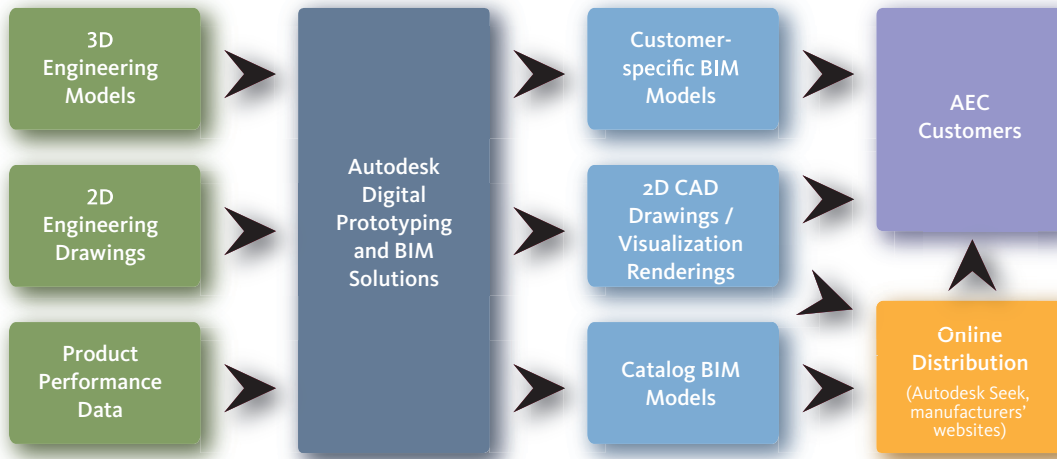 3D
Engineering
Models
2D
Engineering
Drawings
Product
Performance
Data
Autodesk
Digital
Prototyping
and BIM
Solutions
Customer-
specific BIM
Models
2D CAD
Drawings /
Visualization
Renderings
Catalog BIM
Models
AEC
Customers
Online
Distribution
(Autodesk Seek,
manufacturers’
websites)